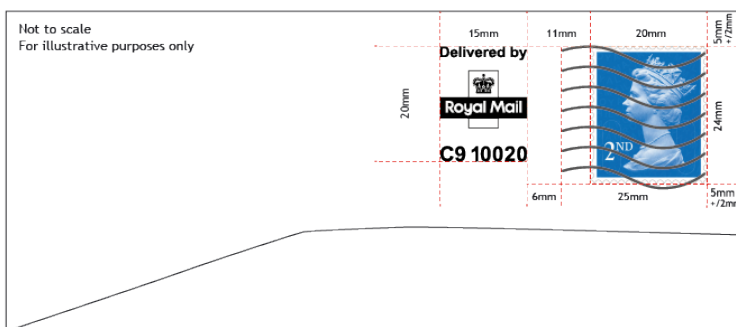 Not to scale
For illustrative purposes only
15mm
11mm
20mm
5mm
+/2mm
Delivered by
20mm
Royal Mail
24mm
C9 10020
2ND
6mm
25mm
5mm
+/2mm